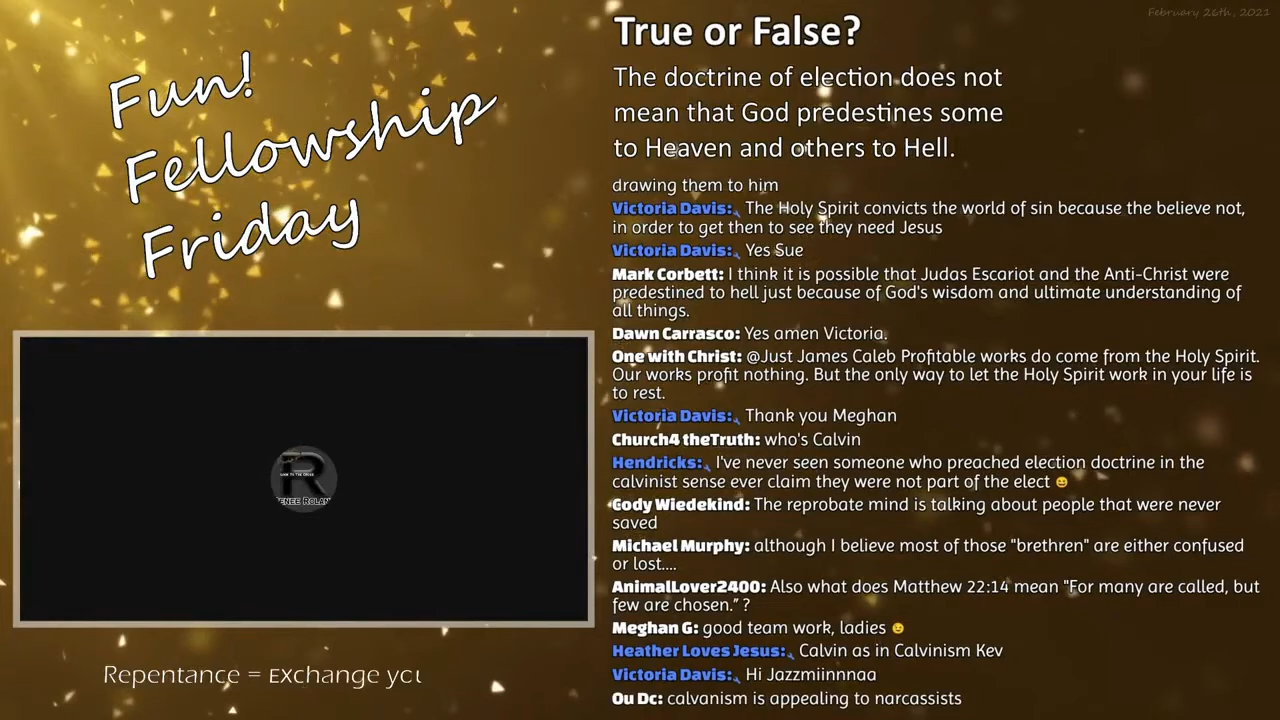 February 26th, 2021
Fun!
Fellowship
Friday
True or False?
The doctrine of election does not
mean that God predestines some
to Heaven and others to Hell.
drawing them to him
Victoria Davis: The Holy Spirit convicts the world of sin because the believe not,
in order to get then to see they need Jesus
Victoria Davis: Yes Sue
Mark Corbett: I think it is possible that Judas Escariot and the Anti-Christ were
predestined to hell just because of God's wisdom and ultimate understanding of
all things.
Dawn Carrasco: Yes amen Victoria.
One with Christ: @Just James Caleb Profitable works do come from the Holy Spirit.
Our works profit nothing. But the only way to let the Holy Spirit work in your life is
to rest.
Victoria Davis: Thank you Meghan
Church4 theTruth: who's Calvin
Hendricks: I've never seen someone who preached election doctrine in the
calvinist sense ever claim they were not part of the elect 😄
Cody Wiedekind: The reprobate mind is talking about people that were never
saved
Michael Murphy: although I believe most of those "brethren" are either confused
or lost....
AnimalLover2400: Also what does Matthew 22:14 mean "For many are called, but
few are chosen." ?
Meghan G: good team work, ladies 😉
Heather Loves Jesus: Calvin as in Calvinism Kev
Victoria Davis: Hi Jazzmiinnnaa
Ou Dc: calvanism is appealing to narcassists
R
LOOK TO THE CROSS
ENEE ROLAN
Repentance = Exchange you